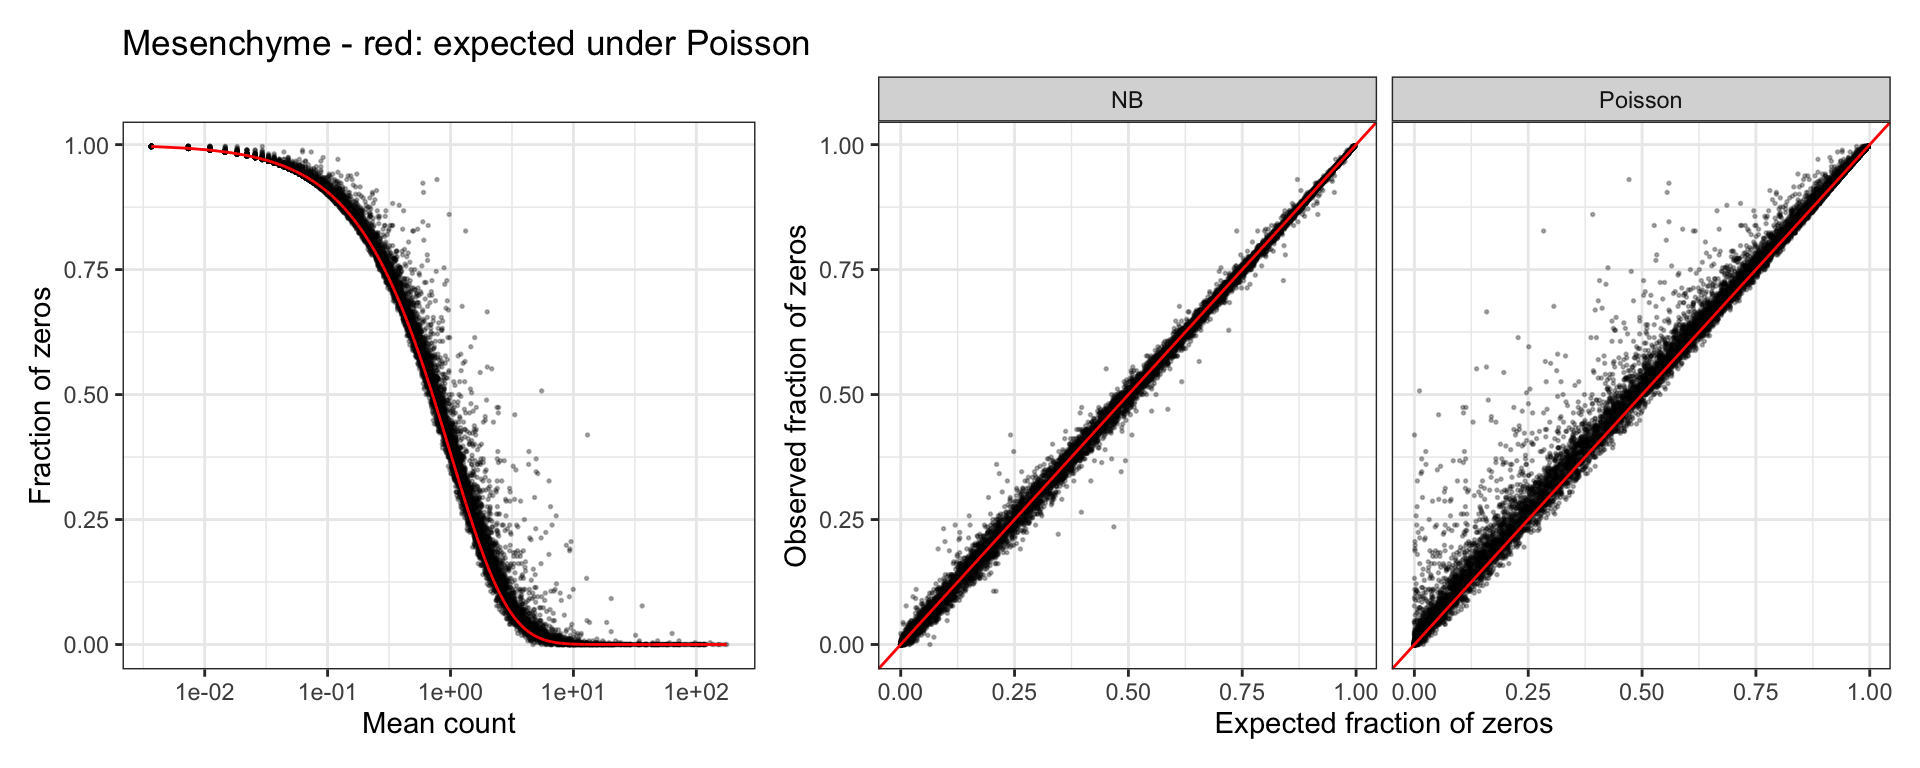 Mesenchyme - red: expected under Poisson
Fraction of zeros
1.00
0.75
0.50
0.25
0.00
1e-02 1e-01 1e+00 1e+01 1e+02
Mean count
NB Poisson
Observed fraction of zeros
1.00
0.75
0.50
0.25
0.00
0.00 0.25 0.50 0.75 1.00 0.00 0.25 0.50 0.75 1.00
Expected fraction of zeros